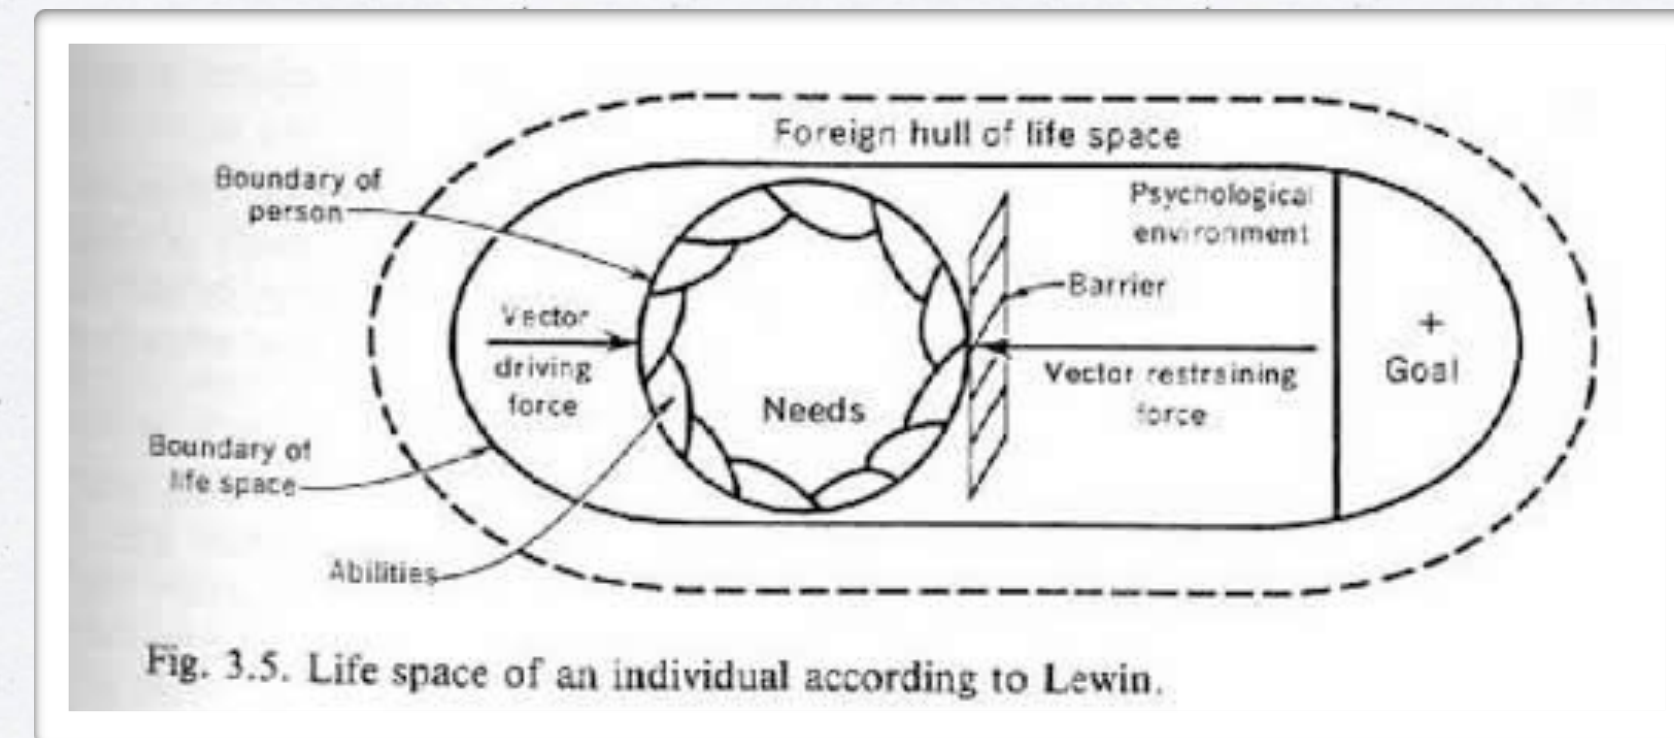 Foreign hull of life space
Boundary of
person
Psychological
environment
Barrier
Vector
driving
force
Needs
Vector restraining
force
+
Goal
Boundary of
life space
Abilities
Fig. 3.5. Life space of an individual according to Lewin.